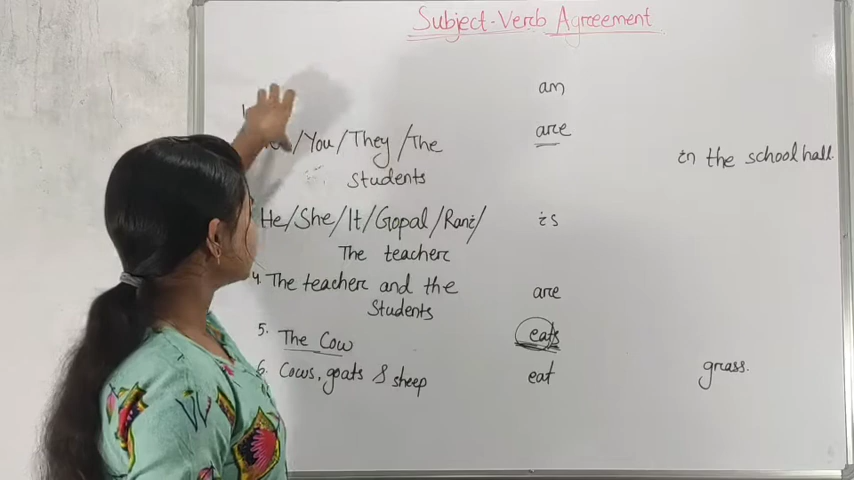 Subject-Verb Agreement
am
/You/They/The are
Students
in the school hall.
He/She/It/Gopal/Rani/ is
The teacher
4. The teacher and the are
Students
5. The Cow eats
6. Cows, goats & sheep eat grass.